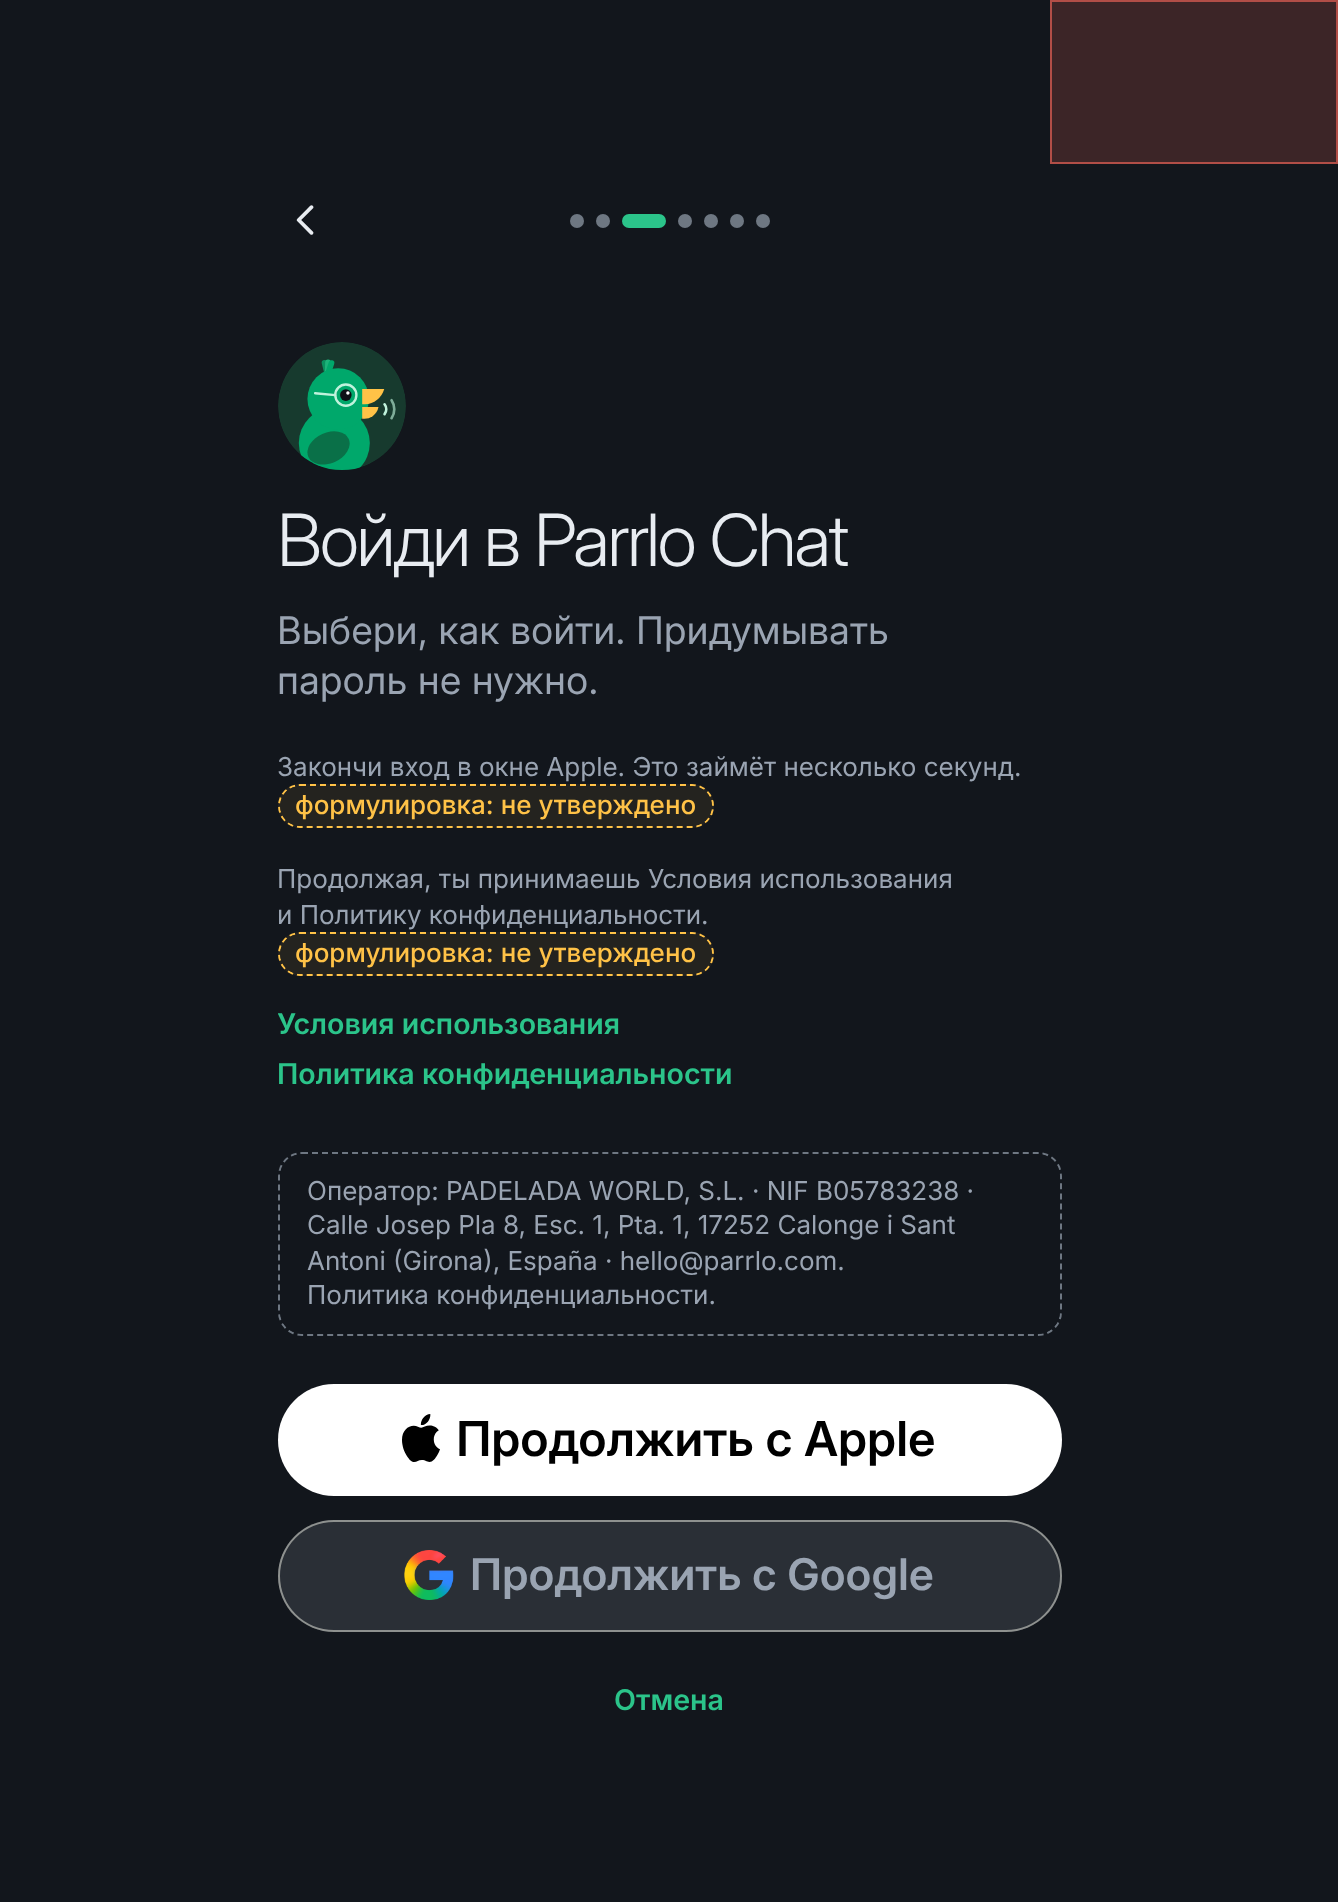 Войди в Parrlo Chat
Выбери, как войти. Придумывать
пароль не нужно.
Закончи вход в окне Apple. Это займёт несколько секунд.
формулировка: не утверждено
Продолжая, ты принимаешь Условия использования
и Политику конфиденциальности.
формулировка: не утверждено
Условия использования
Политика конфиденциальности
Оператор: PADELADA WORLD, S.L. · NIF B05783238 ·
Calle Josep Pla 8, Esc. 1, Pta. 1, 17252 Calonge i Sant
Antoni (Girona), España · hello@parrlo.com.
Политика конфиденциальности.
Продолжить с Apple
Продолжить с Google
Отмена